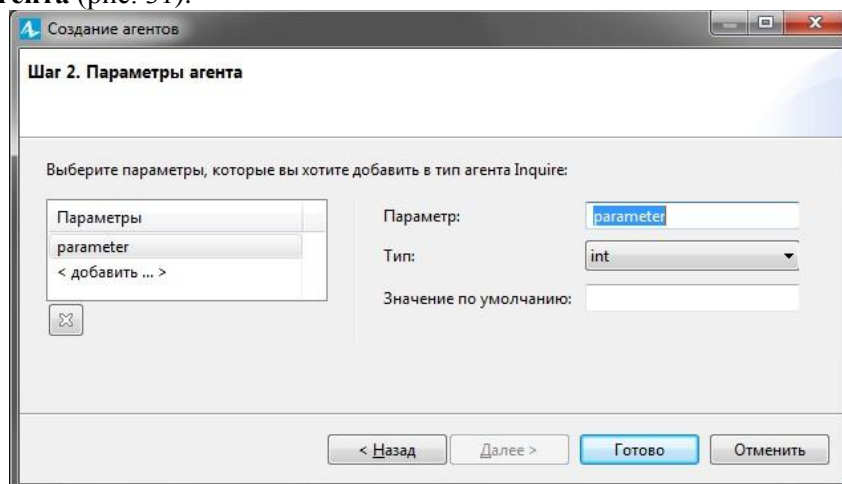 ента (рис. 31).
Создание агентов
Шаг 2. Параметры агента
Выберите параметры, которые вы хотите добавить в тип агента Inquire:
Параметры
parameter
< добавить ... >
Параметр:
parameter
Тип:
int
Значение по умолчанию:
< Назад
Далее >
Готово
Отменить